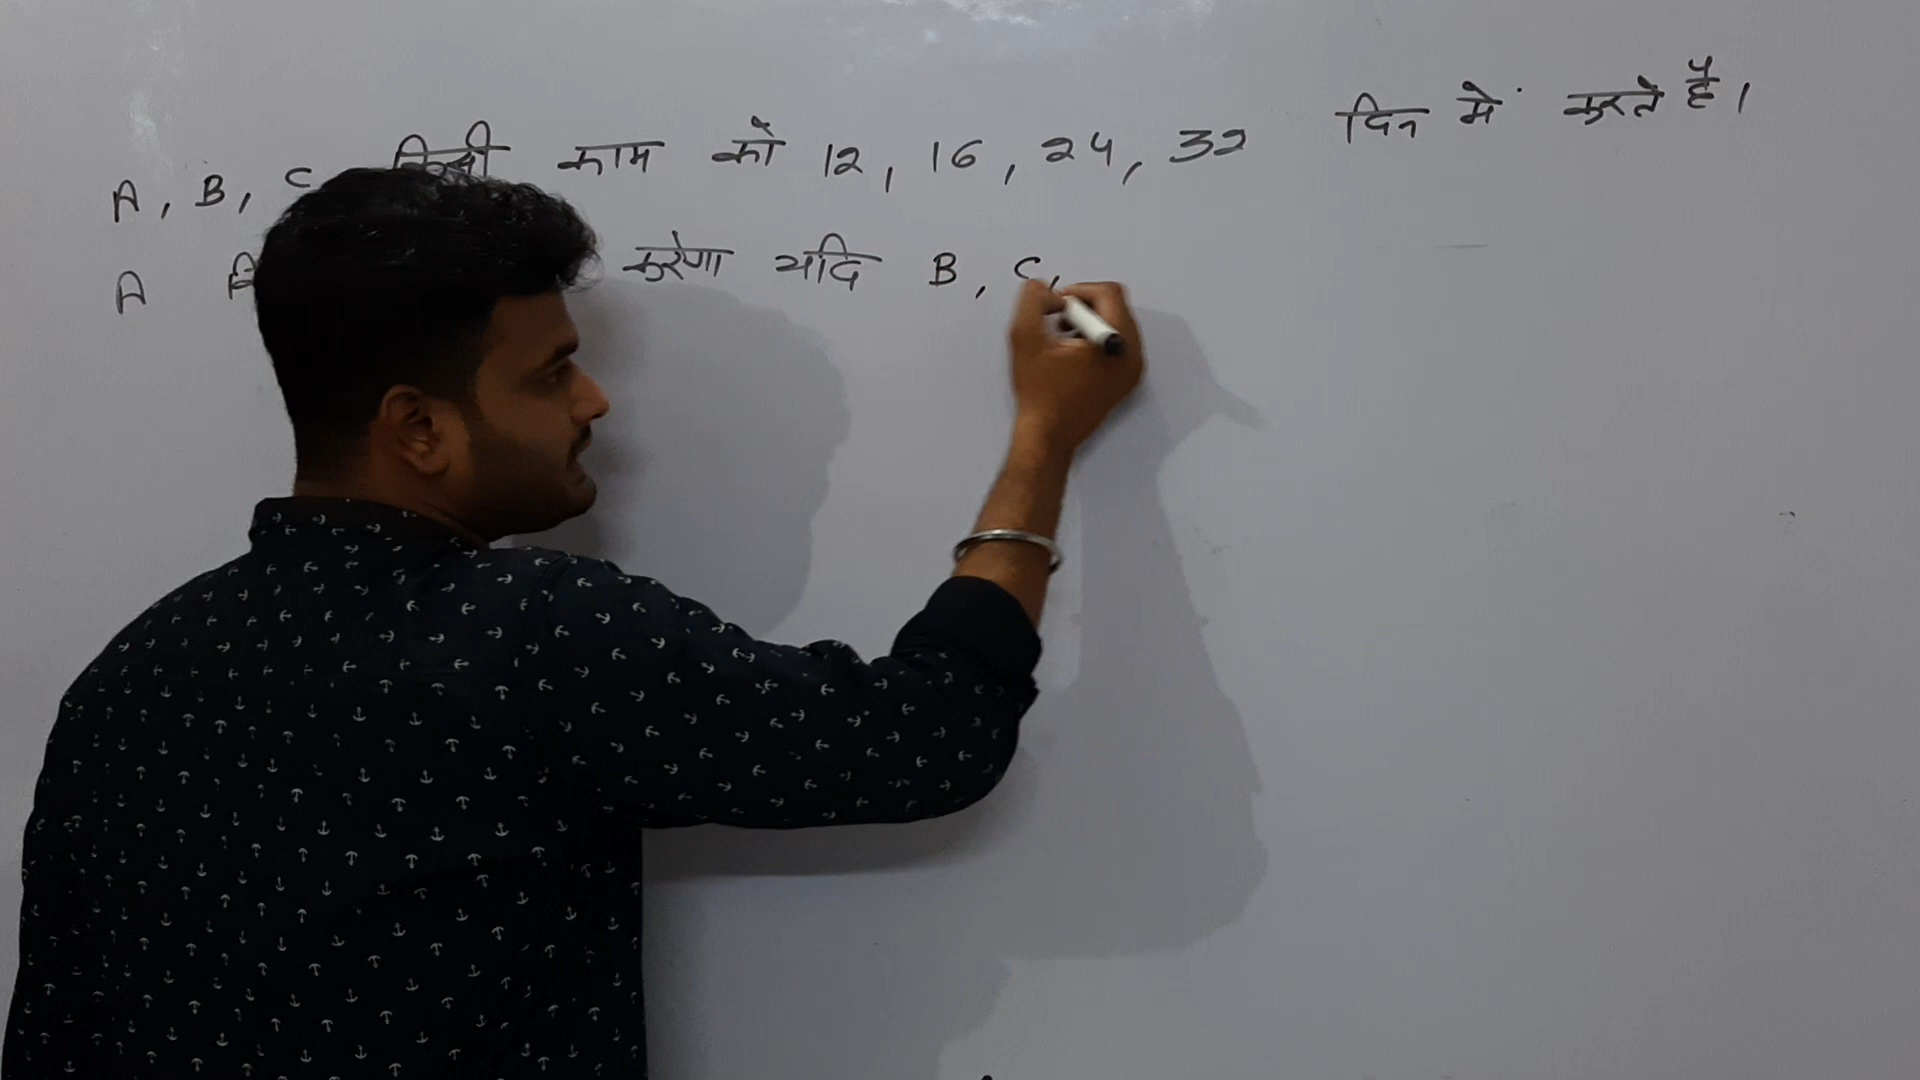 A, B, C किसी काम को 12, 16, 24, 32 दिन में करते हैं।
A करेगा यदि B, C,